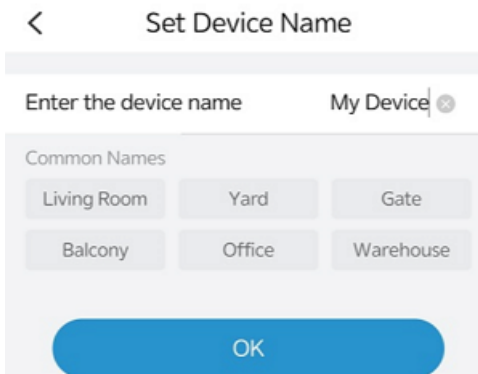 Set Device Name
Enter the device name My Device
Common Names
Living Room Yard Gate
Balcony Office Warehouse
OK